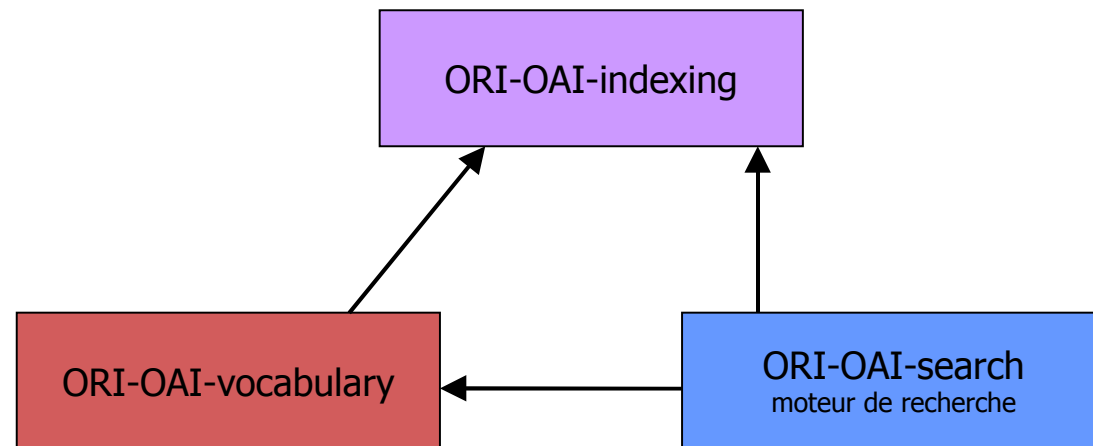 ORI-OAI-indexing
ORI-OAI-vocabulary
ORI-OAI-search
moteur de recherche